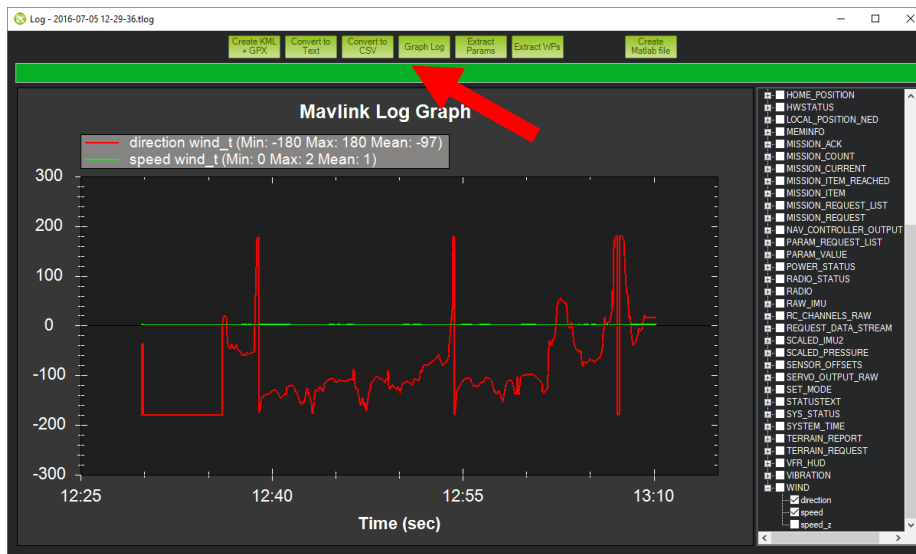 Log - 2016-07-05 12-29-36.tlog
Create KML
+ GPX
Convert to
Text
Convert to
CSV
Graph Log
Extract
Params
Extract WPs
Create
Matlab file
Mavlink Log Graph
direction wind_t (Min: -180 Max: 180 Mean: -97)
speed wind_t (Min: 0 Max: 2 Mean: 1)
300
200
100
0
-100
-200
-300
12:25
12:40
12:55
13:10
Time (sec)
HOME_POSITION
HWSTATUS
LOCAL_POSITION_NED
MEMINFO
MISSION_ACK
MISSION_COUNT
MISSION_CURRENT
MISSION_ITEM_REACHED
MISSION_ITEM
MISSION_REQUEST_LIST
MISSION_REQUEST
NAV_CONTROLLER_OUTPUT
PARAM_REQUEST_LIST
PARAM_VALUE
POWER_STATUS
RADIO_STATUS
RADIO
RAW_IMU
RC_CHANNELS_RAW
REQUEST_DATA_STREAM
SCALED_IMU2
SCALED_PRESSURE
SENSOR_OFFSETS
SERVO_OUTPUT_RAW
SET_MODE
STATUSTEXT
SYS_STATUS
SYSTEM_TIME
TERRAIN_REPORT
TERRAIN_REQUEST
VFR_HUD
VIBRATION
WIND
direction
speed
speed_z